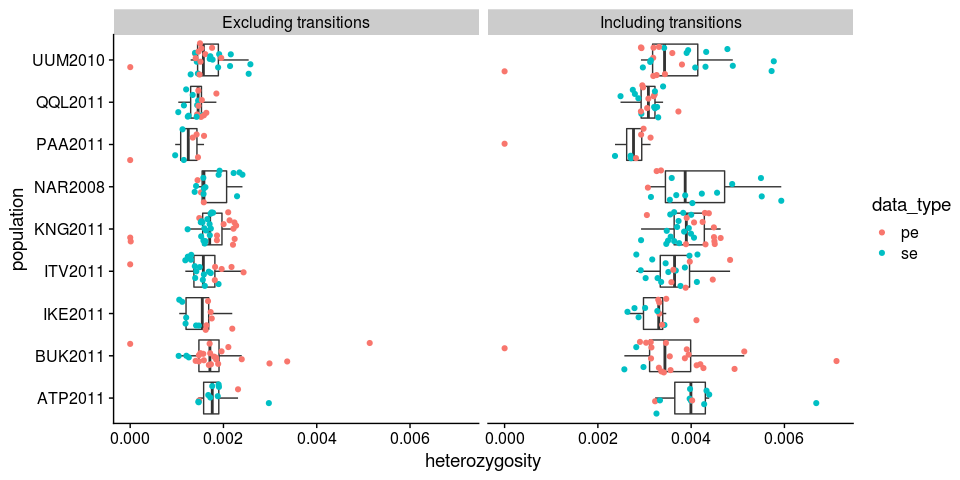 Excluding transitions
Including transitions
population
UUM2010
QQL2011
PAA2011
NAR2008
KNG2011
ITV2011
IKE2011
BUK2011
ATP2011
0.000 0.002 0.004 0.006
0.000 0.002 0.004 0.006
heterozygosity
data_type
pe
se